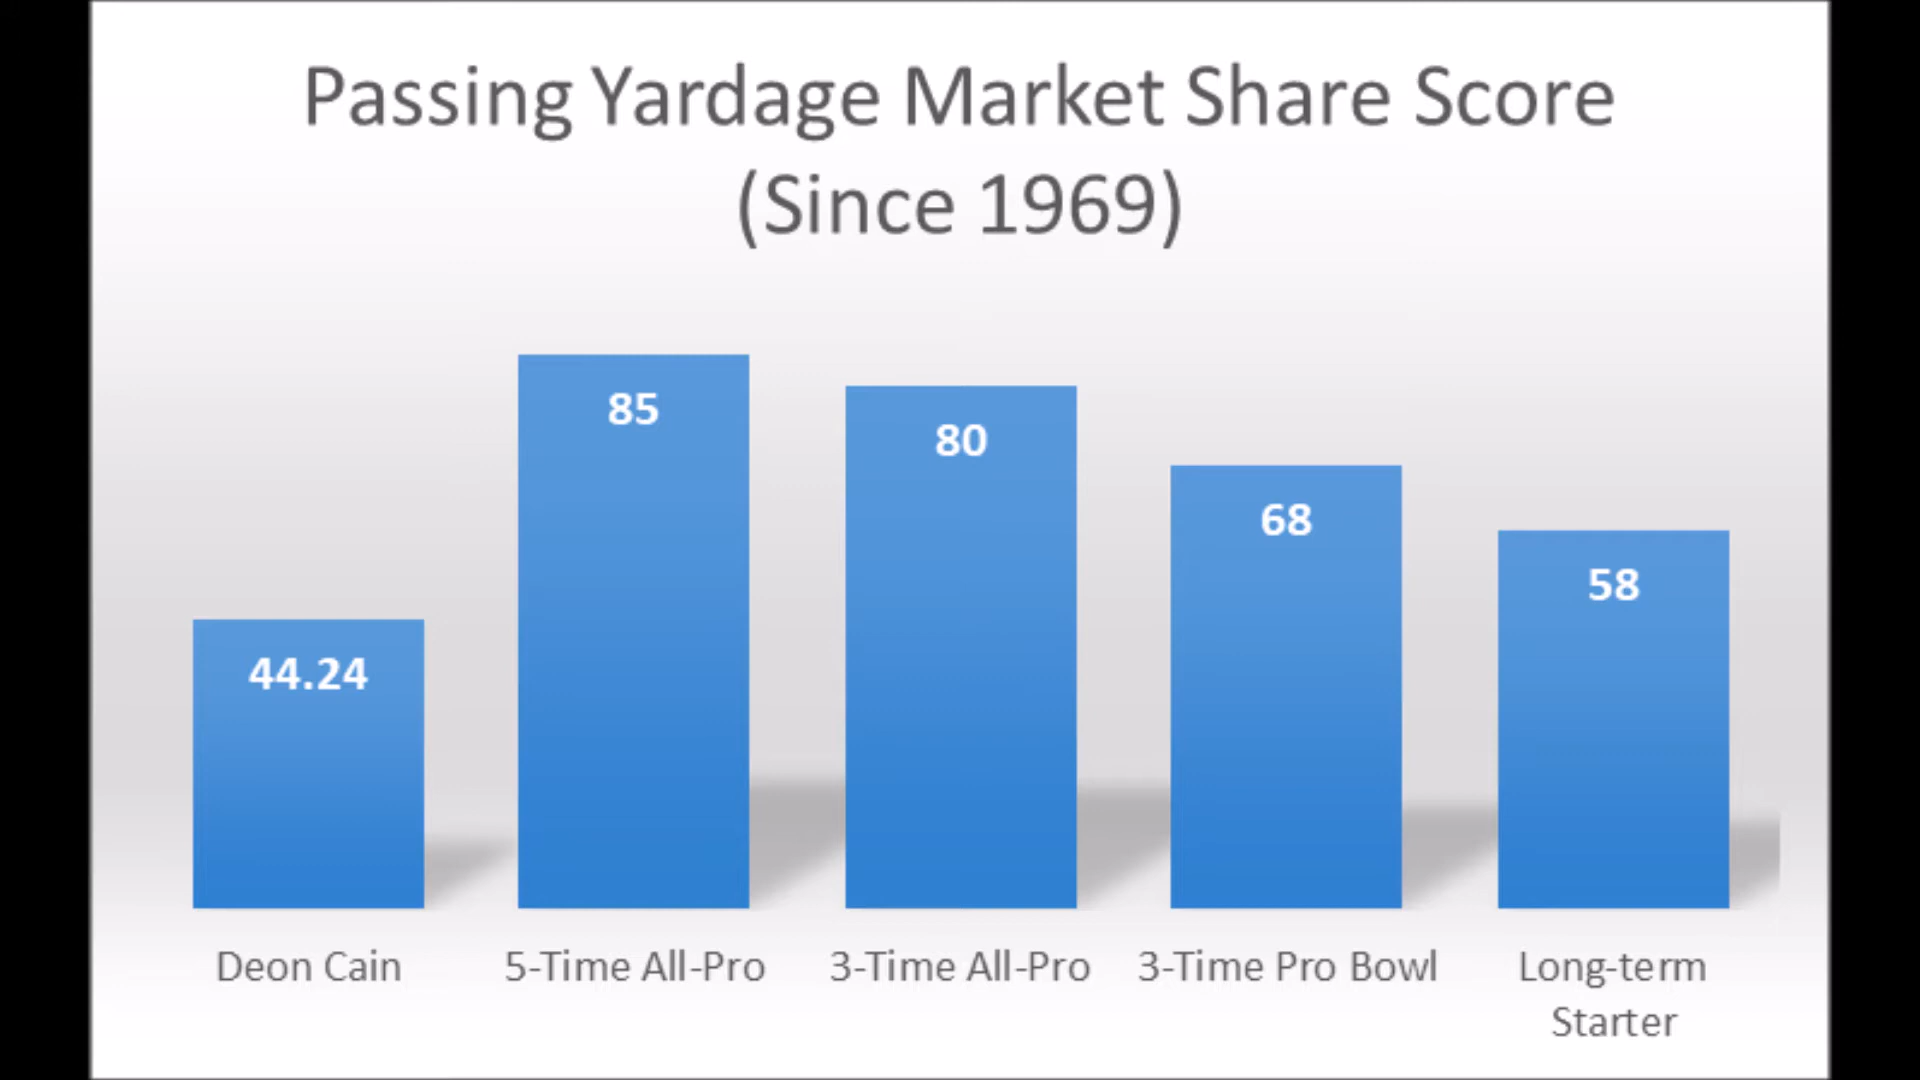 Passing Yardage Market Share Score
(Since 1969)
85
80
68
58
44.24
Deon Cain
5-Time All-Pro
3-Time All-Pro
3-Time Pro Bowl
Long-term
Starter